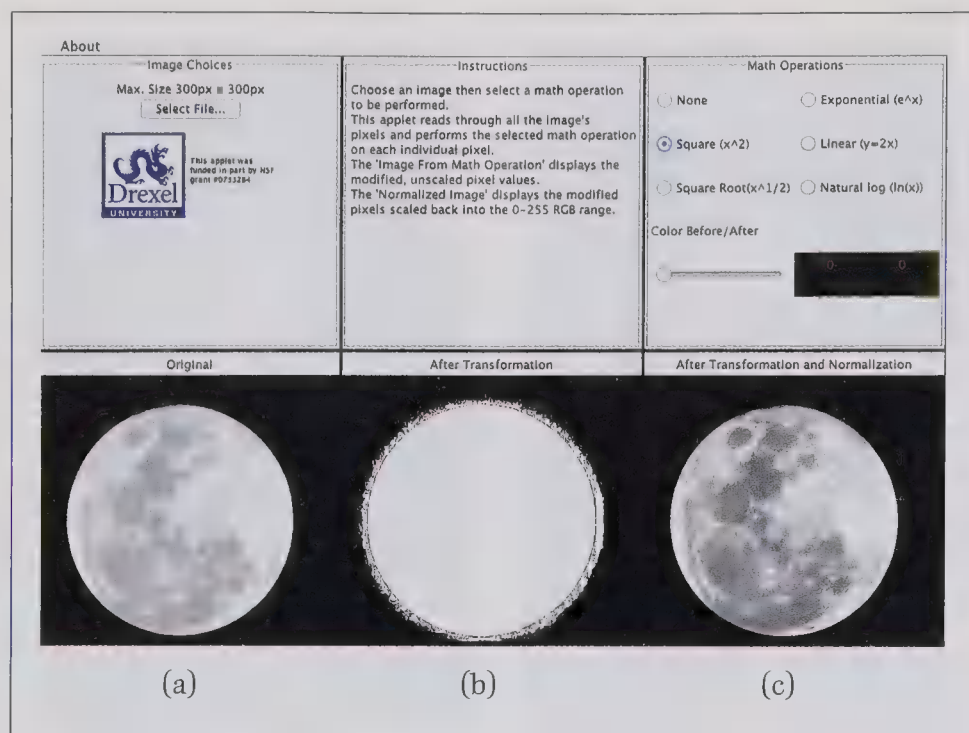 About
Image Choices
Max. Size 300px = 300px
Select File...
This applet was
funded in part by NSF
Drexel
UNIVERSITY
Instructions
Choose an image then select a math operation
to be performed.
This applet reads through all the image's
pixels and performs the selected math operation
on each individual pixel.
The 'Image From Math Operation' displays the
modified, unscaled pixel values.
The 'Normalized Image' displays the modified
pixels scaled back into the 0-255 RGB range.
Math Operations
None
Exponential (e^x)
Square (x^2)
Linear (y=2x)
Square Root(x^1/2)
Natural log (ln(x))
Color Before/After
0
0
Original
After Transformation
After Transformation and Normalization
(a)
(b)
(c)